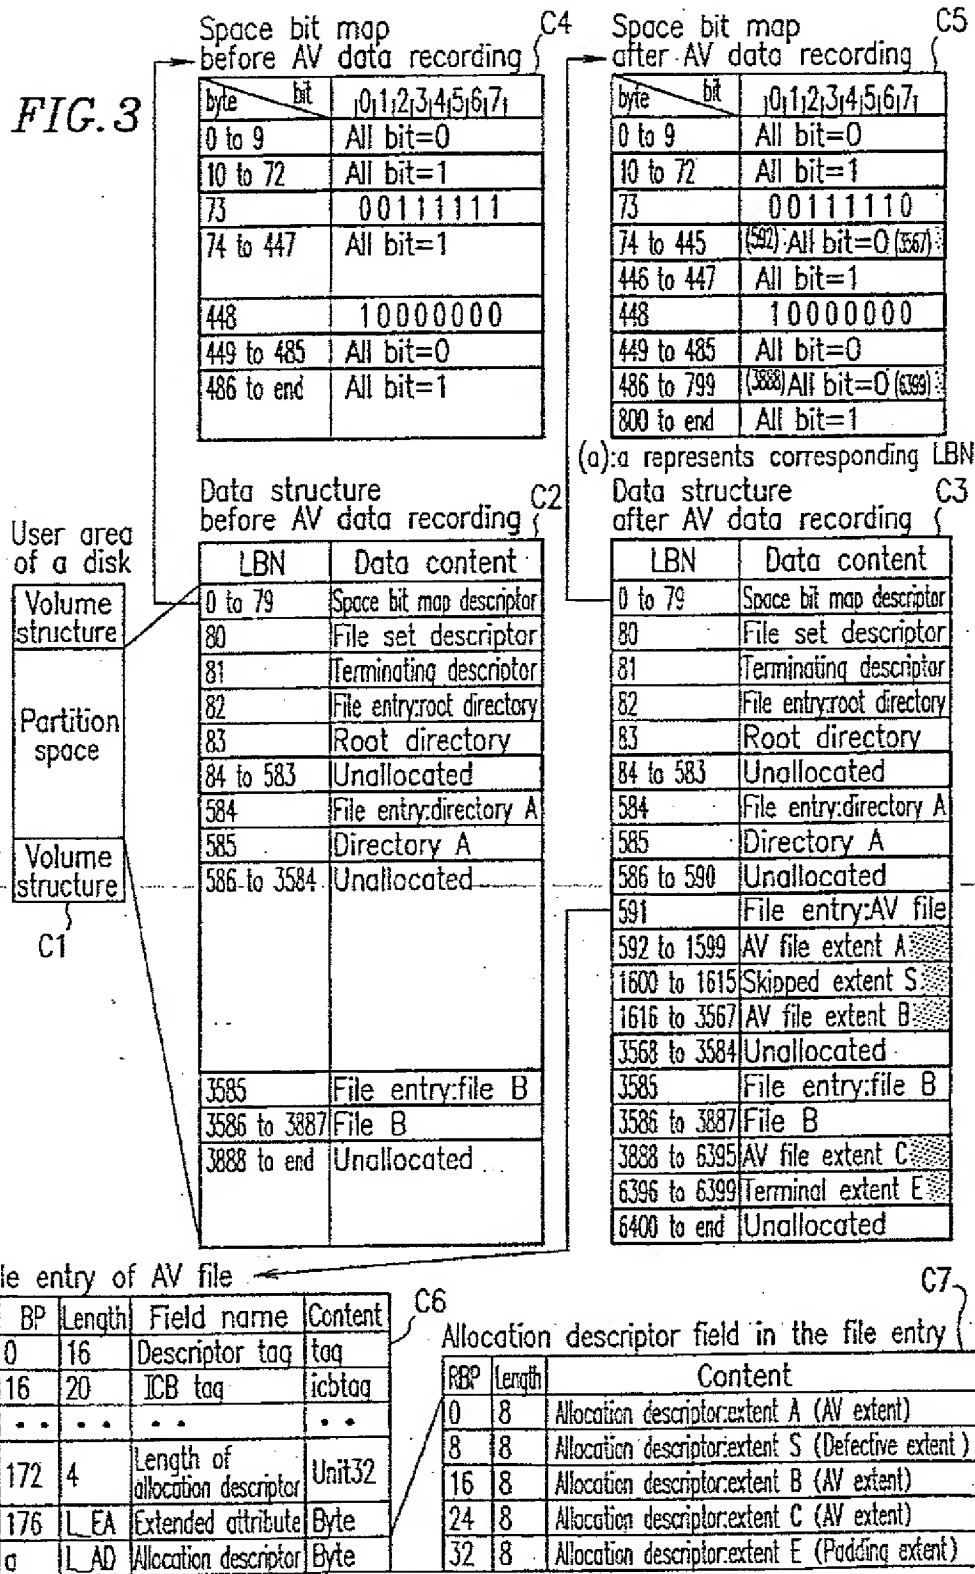 FIG. 3
Space bit map
before AV data recording
C4
byte bit 0 1 2 3 4 5 6 7
0 to 9 All bit=0
10 to 72 All bit=1
73 00111111
74 to 447 All bit=1
448 10000000
449 to 485 All bit=0
486 to end All bit=1
Space bit map
after AV data recording
C5
byte bit 0 1 2 3 4 5 6 7
0 to 9 All bit=0
10 to 72 All bit=1
73 00111110
74 to 445 (592) All bit=0 (3567)
446 to 447 All bit=1
448 10000000
449 to 485 All bit=0
486 to 799 (3888) All bit=0 (6399)
800 to end All bit=1
(a):a represents corresponding LBN
User area
of a disk
Volume
structure
Partition
space
Volume
structure
C1
Data structure
before AV data recording
C2
LBN Data content
0 to 79 Space bit map descriptor
80 File set descriptor
81 Terminating descriptor
82 File entry:root directory
83 Root directory
84 to 583 Unallocated
584 File entry:directory A
585 Directory A
586 to 3584 Unallocated
3585 File entry:file B
3586 to 3887 File B
3888 to end Unallocated
Data structure
after AV data recording
C3
LBN Data content
0 to 79 Space bit map descriptor
80 File set descriptor
81 Terminating descriptor
82 File entry:root directory
83 Root directory
84 to 583 Unallocated
584 File entry:directory A
585 Directory A
586 to 590 Unallocated
591 File entry:AV file
592 to 1599 AV file extent A
1600 to 1615 Skipped extent S
1616 to 3567 AV file extent B
3568 to 3584 Unallocated
3585 File entry:file B
3586 to 3887 File B
3888 to 6395 AV file extent C
6396 to 6399 Terminal extent E
6400 to end Unallocated
le entry of AV file
C6
BP Length Field name Content
0 16 Descriptor tag tag
16 20 ICB tag icbtag
172 4 Length of allocation descriptor Unit32
176 L_EA Extended attribute Byte
a L_AD Allocation descriptor Byte
C7
Allocation descriptor field in the file entry
RBP Length Content
0 8 Allocation descriptor:extent A (AV extent)
8 8 Allocation descriptor:extent S (Defective extent)
16 8 Allocation descriptor:extent B (AV extent)
24 8 Allocation descriptor:extent C (AV extent)
32 8 Allocation descriptor:extent E (Padding extent)